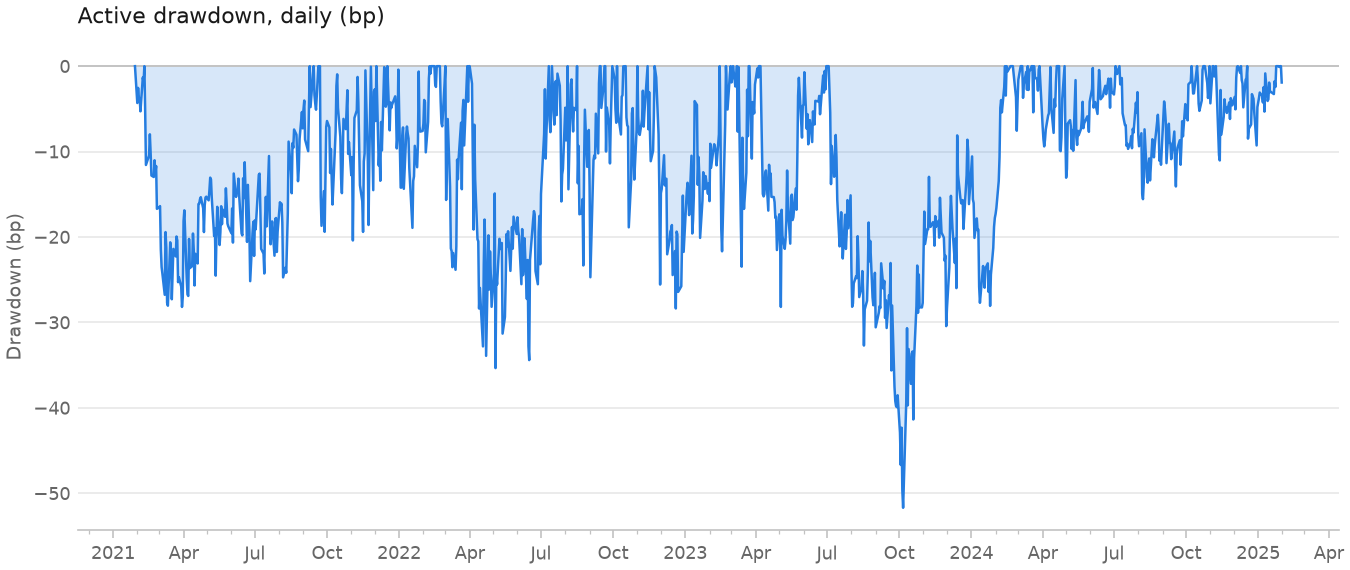 Active drawdown, daily (bp)
0
−10
−20
−30
−40
−50
Drawdown (bp)
2021 Apr Jul Oct 2022 Apr Jul Oct 2023 Apr Jul Oct 2024 Apr Jul Oct 2025 Apr